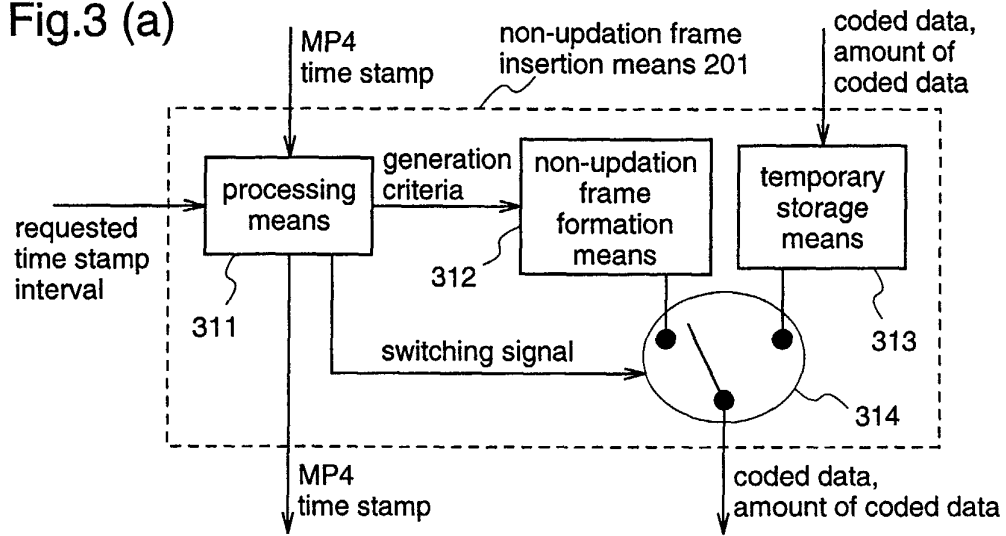 Fig.3 (a)
MP4
time stamp
non-updation frame
insertion means 201
coded data,
amount of
coded data
requested
time stamp
interval
processing
means
311
generation
criteria
non-updation
frame
formation
means
312
temporary
storage
means
313
switching signal
314
MP4
time stamp
coded data,
amount of coded data